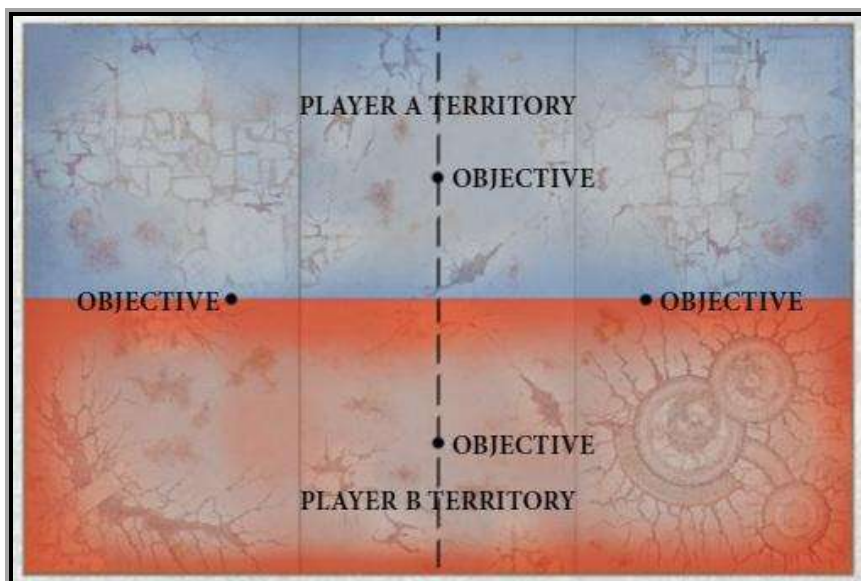 PLAYER A TERRITORY
OBJECTIVE
OBJECTIVE
OBJECTIVE
OBJECTIVE
PLAYER B TERRITORY